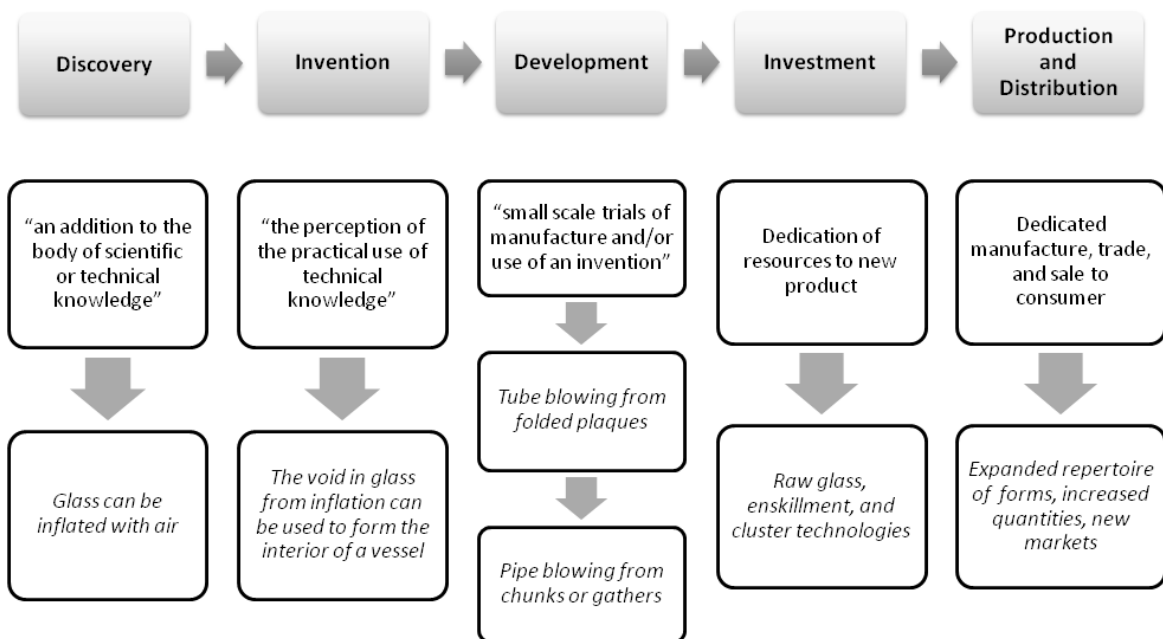 Discovery
Invention
Development
Investment
Production
and
Distribution
“an addition to the
body of scientific
or technical
knowledge”
“the perception of
the practical use of
technical
knowledge”
“small scale trials of
manufacture and/or
use of an invention”
Dedication of
resources to new
product
Dedicated
manufacture, trade,
and sale to
consumer
Glass can be
inflated with air
The void in glass
from inflation can
be used to form the
interior of a vessel
Tube blowing from
folded plaques
Pipe blowing from
chunks or gathers
Raw glass,
enskillment, and
cluster technologies
Expanded repertoire
of forms, increased
quantities, new
markets